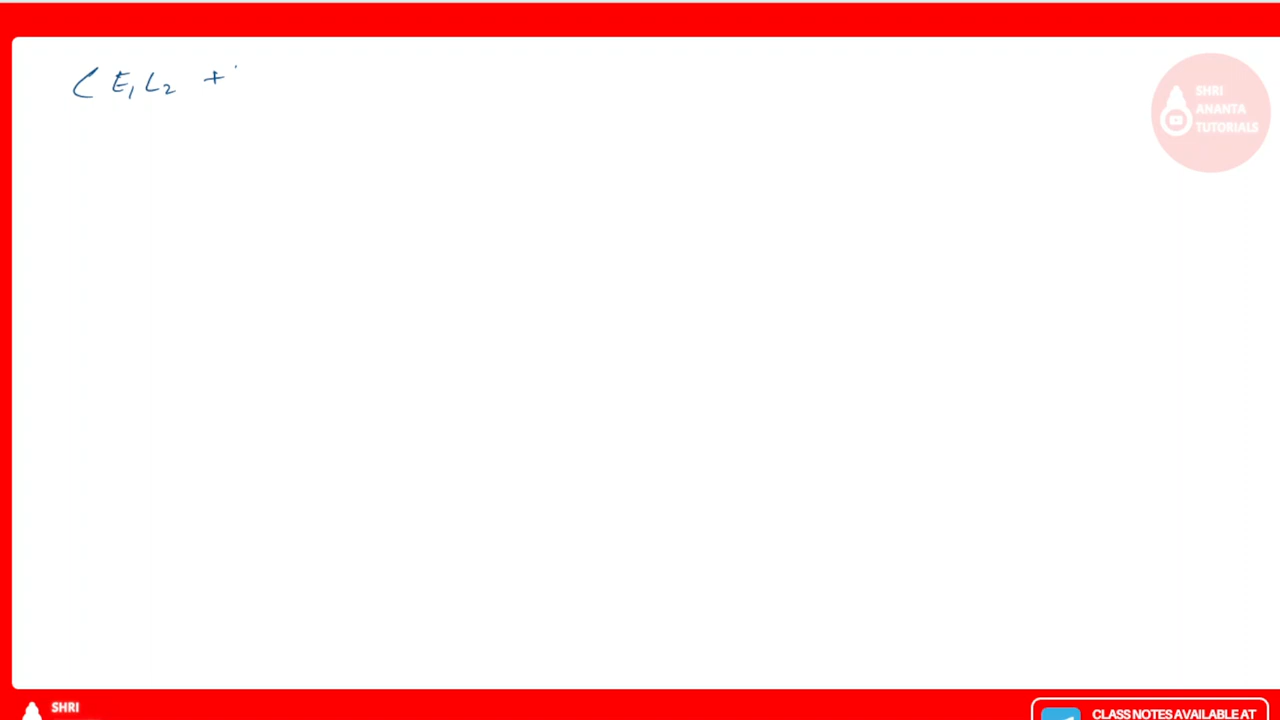 ( E₁L₂ +
SHRI
ANANTA
TUTORIALS
SHRI
CLASS NOTES AVAILABLE AT